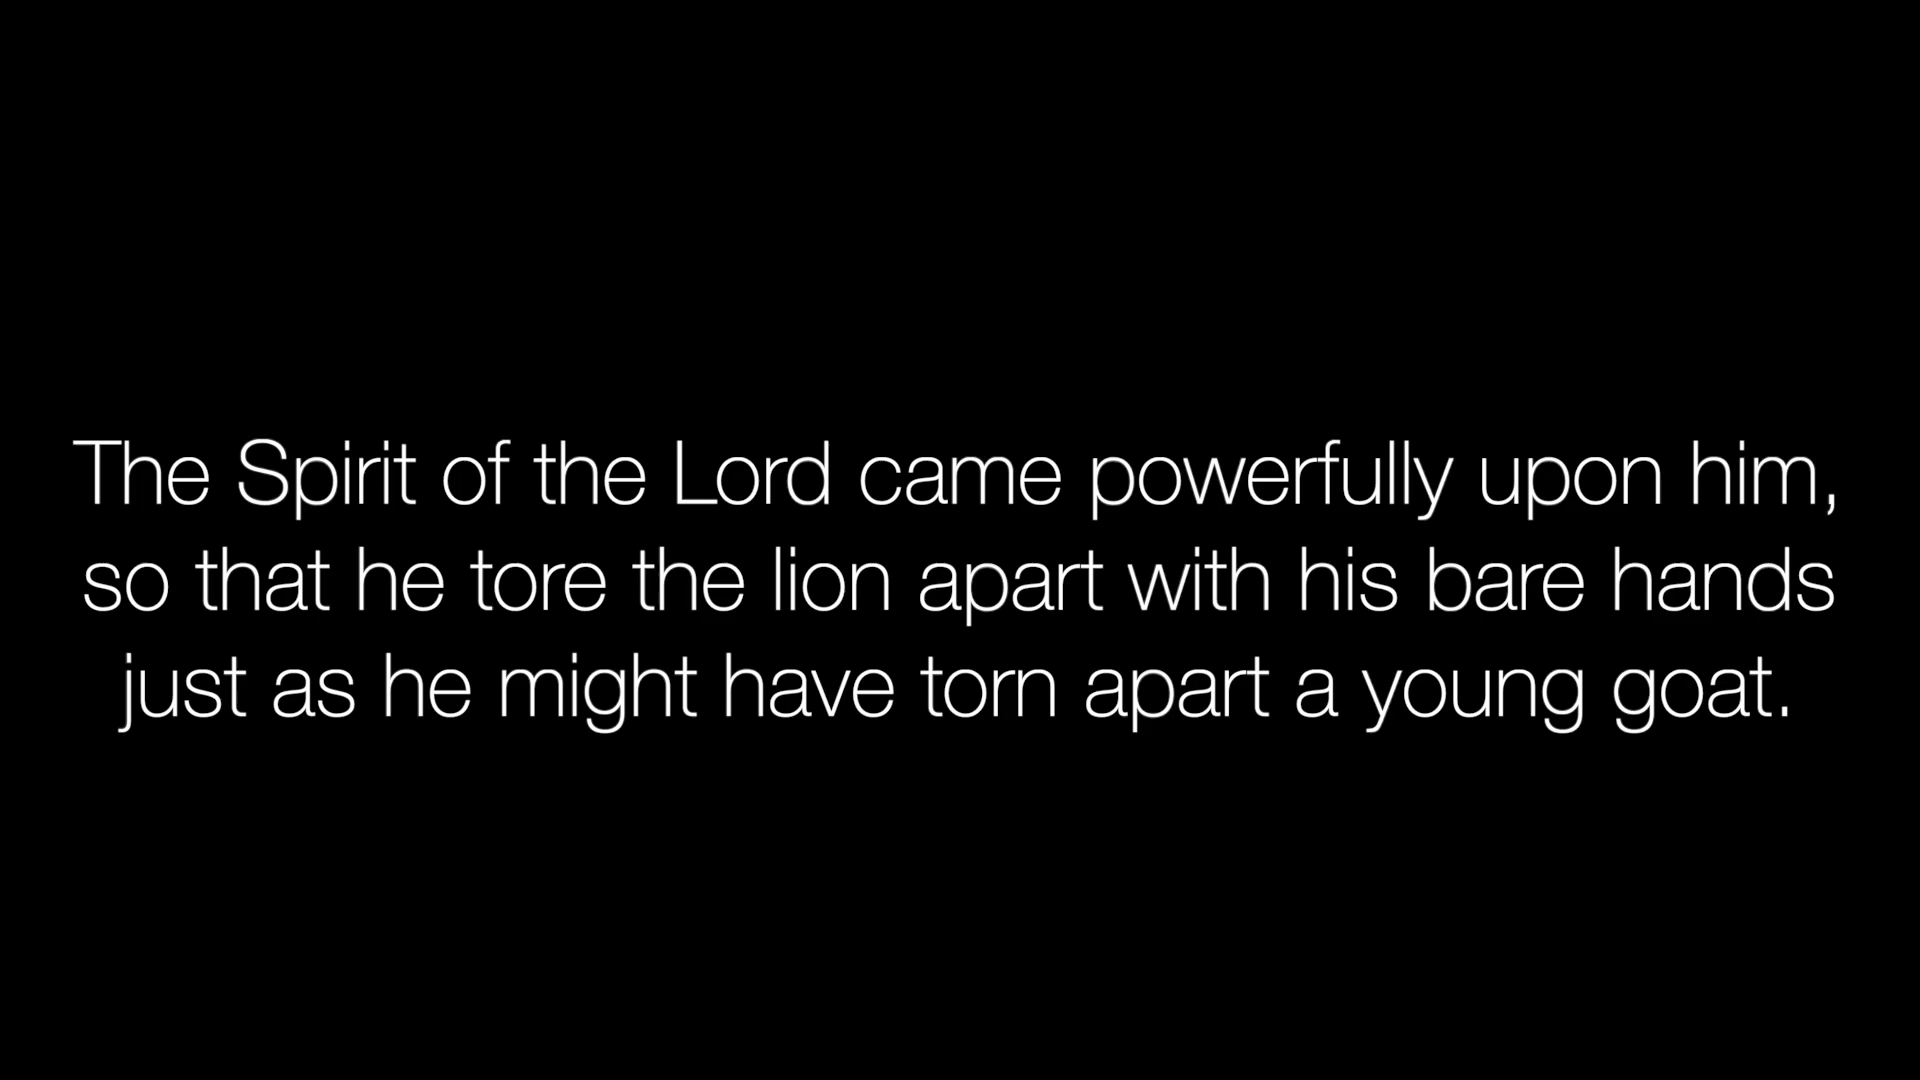 The Spirit of the Lord came powerfully upon him,
so that he tore the lion apart with his bare hands
just as he might have torn apart a young goat.